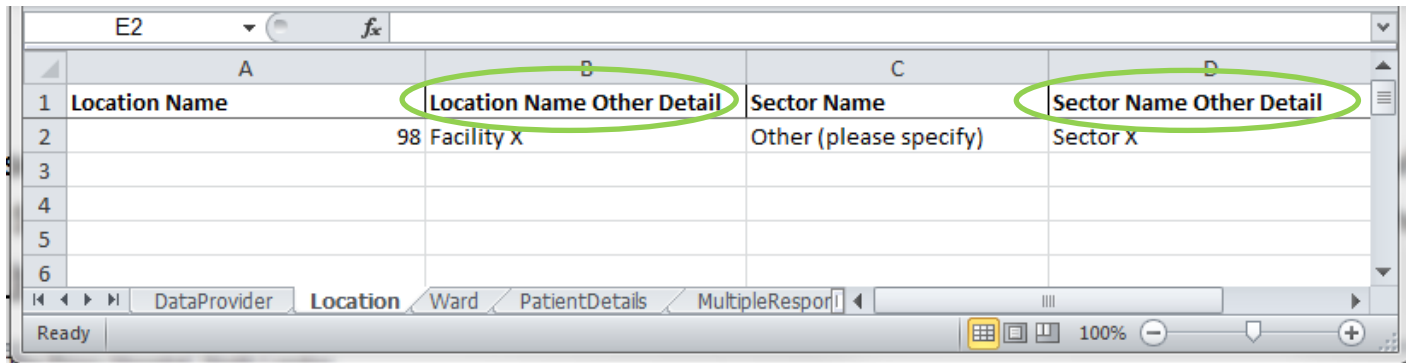 E2 fx
A B C D
1 Location Name Location Name Other Detail Sector Name Sector Name Other Detail
2 98 Facility X Other (please specify) Sector X
3
4
5
6
DataProvider Location Ward PatientDetails MultipleRespon
Ready 100%